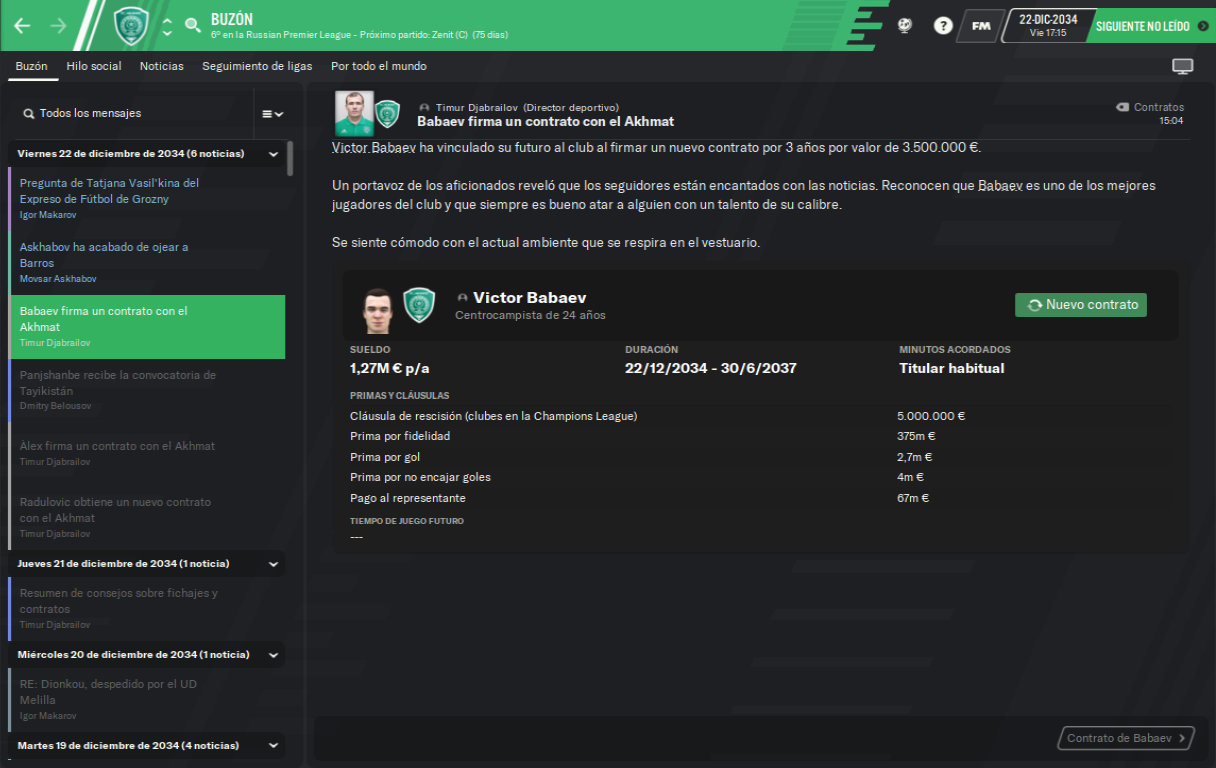 BUZÓN
6º en la Russian Premier League - Próximo partido: Zenit (C) (75 días)
?
FM
22-DIC-2034
Vie 17:15
SIGUIENTE NO LEÍDO
Buzón
Hilo social
Noticias
Seguimiento de ligas
Por todo el mundo
Todos los mensajes
Viernes 22 de diciembre de 2034 (6 noticias)
Pregunta de Tatjana Vasil'kina del
Expreso de Fútbol de Grozny
Igor Makarov
Askhabov ha acabado de ojear a
Barros
Movsar Askhabov
Babaev firma un contrato con el
Akhmat
Timur Djabrailov
Panjshanbe recibe la convocatoria de
Tayikistán
Dmitry Belousov
Àlex firma un contrato con el Akhmat
Timur Djabrailov
Radulovic obtiene un nuevo contrato
con el Akhmat
Timur Djabrailov
Jueves 21 de diciembre de 2034 (1 noticia)
Resumen de consejos sobre fichajes y
contratos
Timur Djabrailov
Miércoles 20 de diciembre de 2034 (1 noticia)
RE: Dionkou, despedido por el UD
Melilla
Igor Makarov
Martes 19 de diciembre de 2034 (4 noticias)
Timur Djabrailov (Director deportivo)
Babaev firma un contrato con el Akhmat
Contratos
15:04
Victor Babaev ha vinculado su futuro al club al firmar un nuevo contrato por 3 años por valor de 3.500.000 €.
Un portavoz de los aficionados reveló que los seguidores están encantados con las noticias. Reconocen que Babaev es uno de los mejores
jugadores del club y que siempre es bueno atar a alguien con un talento de su calibre.
Se siente cómodo con el actual ambiente que se respira en el vestuario.
Victor Babaev
Centrocampista de 24 años
Nuevo contrato
SUELDO
DURACIÓN
MINUTOS ACORDADOS
1,27M € p/a
22/12/2034 - 30/6/2037
Titular habitual
PRIMAS Y CLÁUSULAS
Cláusula de rescisión (clubes en la Champions League) 5.000.000 €
Prima por fidelidad 375m €
Prima por gol 2,7m €
Prima por no encajar goles 4m €
Pago al representante 67m €
TIEMPO DE JUEGO FUTURO
---
Contrato de Babaev